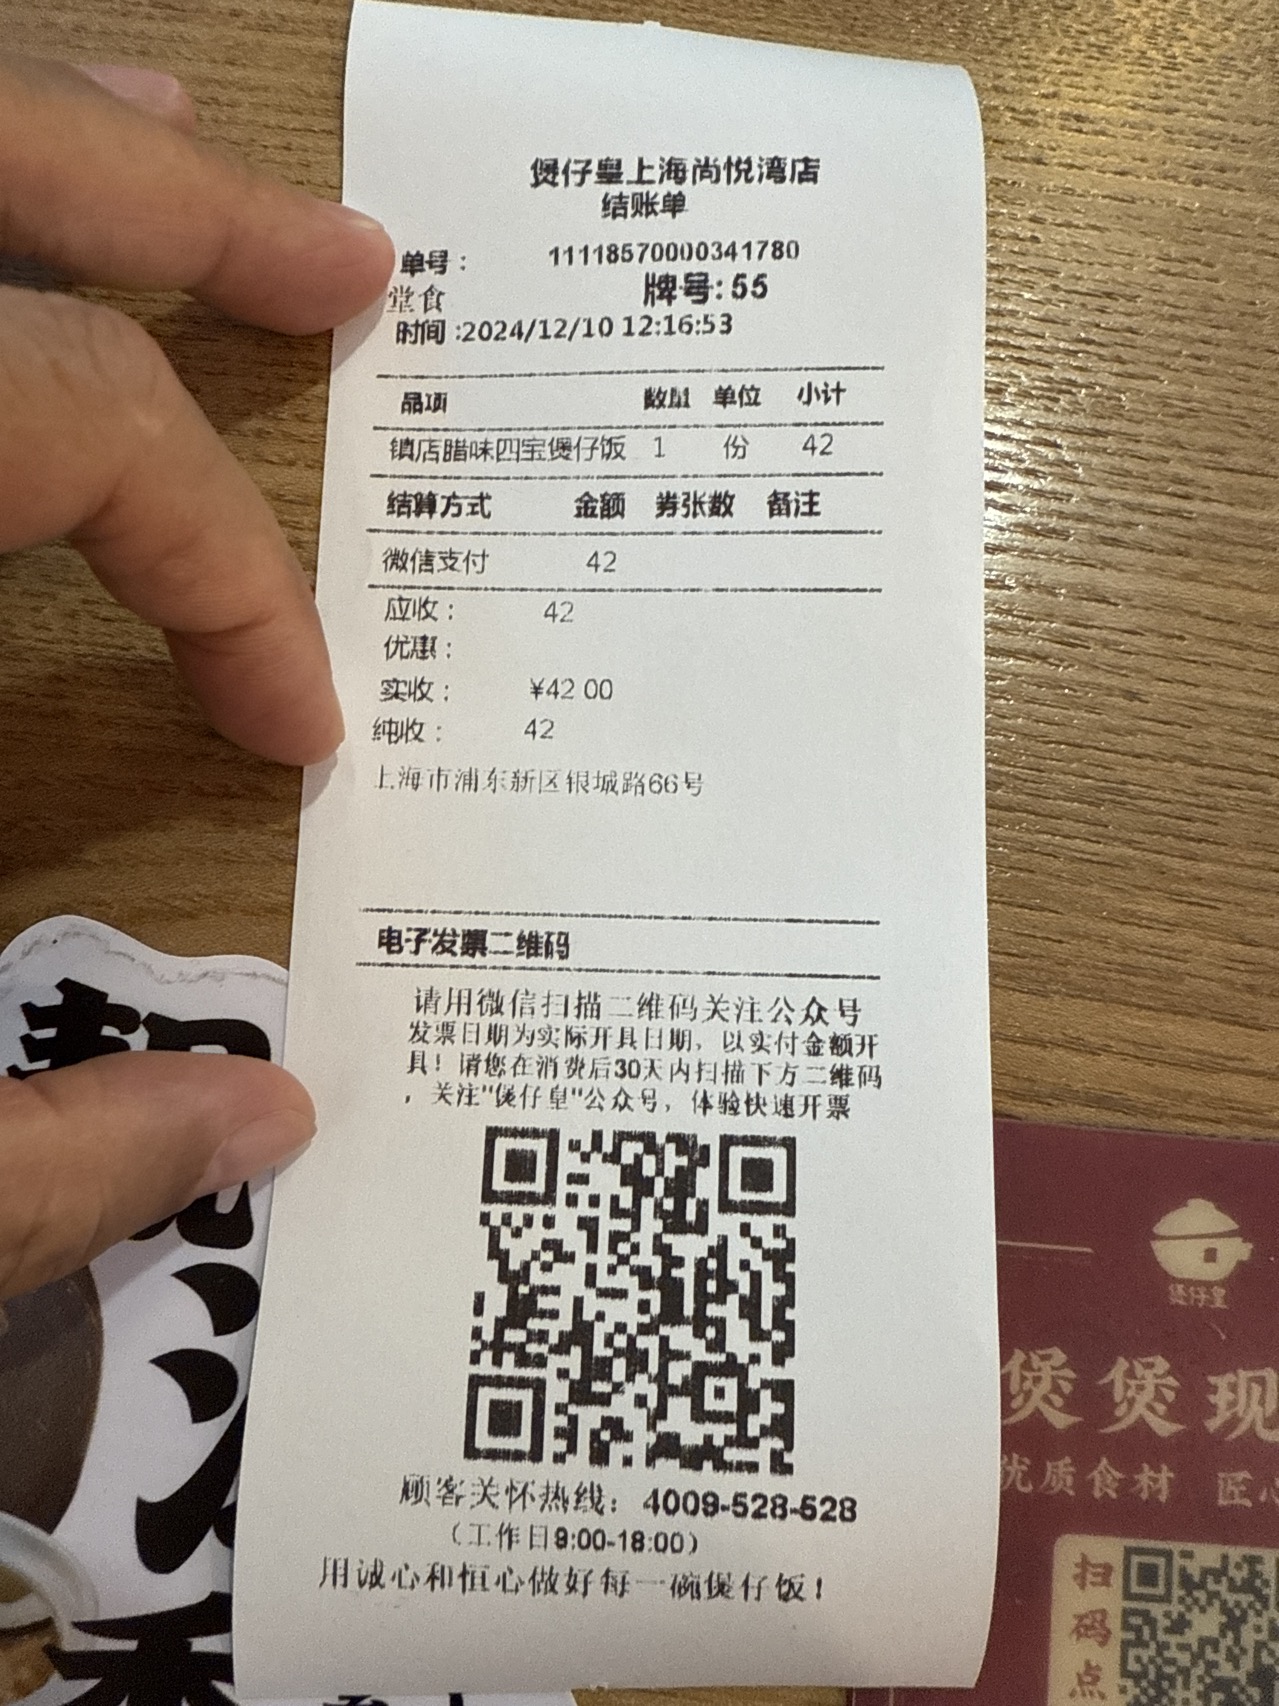 煲仔皇上海尚悦湾店
结账单
单号： 11118570000341780
堂食 牌号:55
时间 :2024/12/10 12:16:53
品项 数量 单位 小计
镇店腊味四宝煲仔饭 1 份 42
结算方式 金额 券张数 备注
微信支付 42
应收： 42
优惠：
实收： ¥42 00
纯收： 42
上海市浦东新区银城路66号
电子发票二维码
请用微信扫描二维码关注公众号
发票日期为实际开具日期，以实付金额开
具！请您在消费后30天内扫描下方二维码
，关注"煲仔皇"公众号，体验快速开票
顾客关怀热线：4009-528-528
（工作日9:00-18:00）
用诚心和恒心做好每一碗煲仔饭！
煲仔皇
煲煲现
优质食材 匠心
扫
码
点